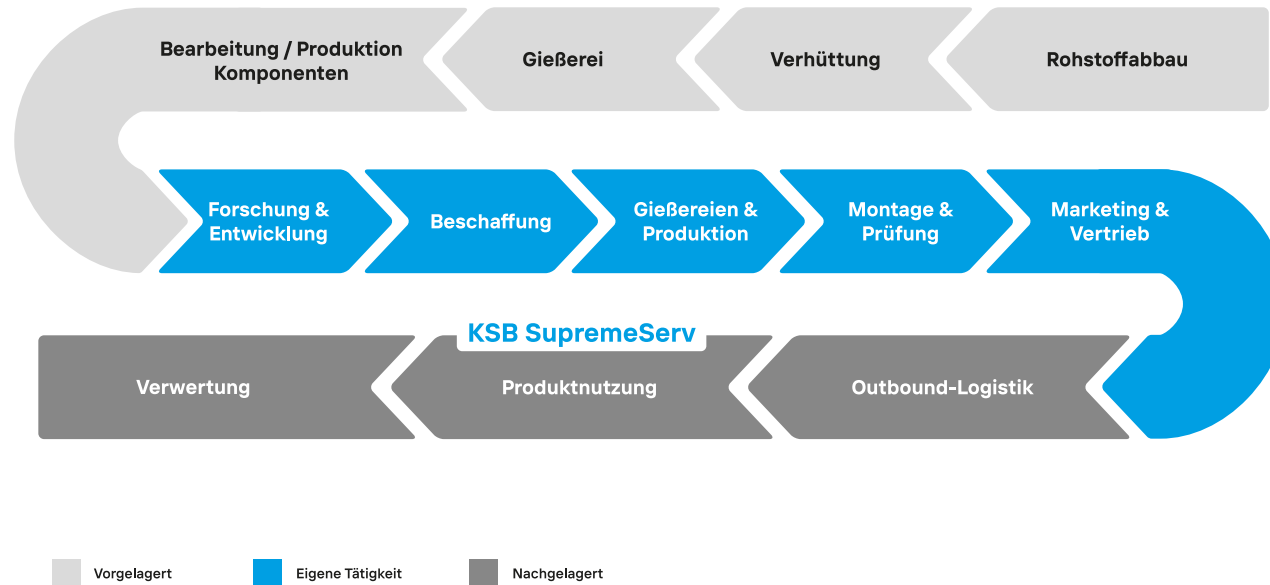 Bearbeitung / Produktion
Komponenten
Gießerei
Verhüttung
Rohstoffabbau
Forschung &
Entwicklung
Beschaffung
Gießereien &
Produktion
Montage &
Prüfung
Marketing &
Vertrieb
KSB SupremeServ
Verwertung
Produktnutzung
Outbound-Logistik
Vorgelagert
Eigene Tätigkeit
Nachgelagert